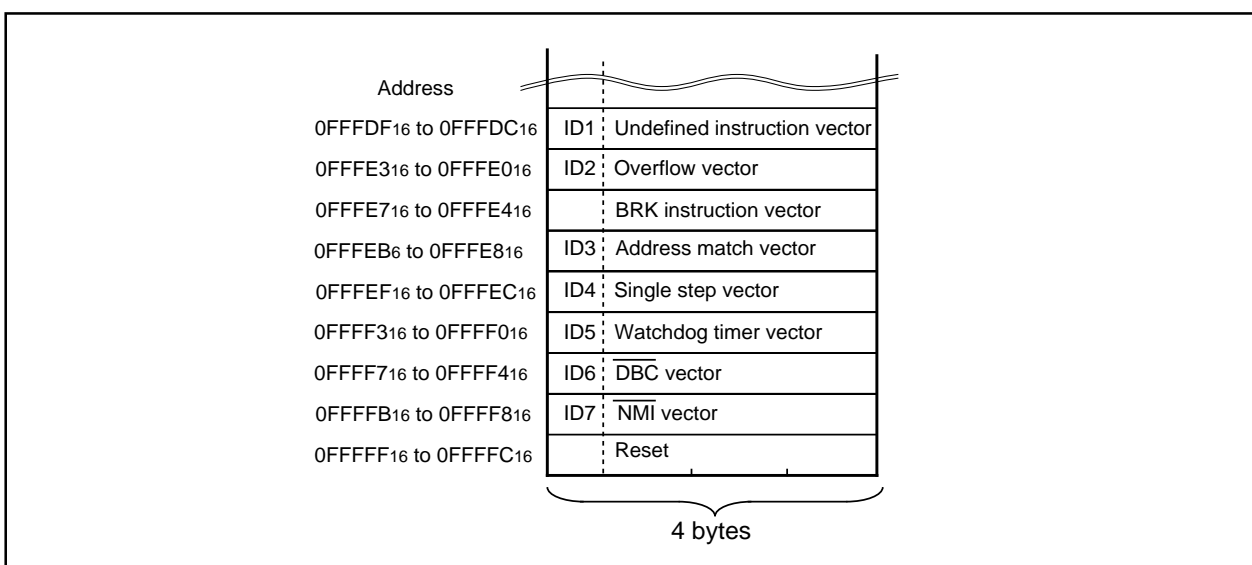 Address
0FFFDF16 to 0FFFDC16 ID1 Undefined instruction vector
0FFFE316 to 0FFFE016 ID2 Overflow vector
0FFFE716 to 0FFFE416 BRK instruction vector
0FFFEB6 to 0FFFE816 ID3 Address match vector
0FFFEF16 to 0FFFEC16 ID4 Single step vector
0FFFF316 to 0FFFF016 ID5 Watchdog timer vector
0FFFF716 to 0FFFF416 ID6 D̅B̅C̅ vector
0FFFFB16 to 0FFFF816 ID7 N̅M̅I̅ vector
0FFFFF16 to 0FFFFC16 Reset
4 bytes